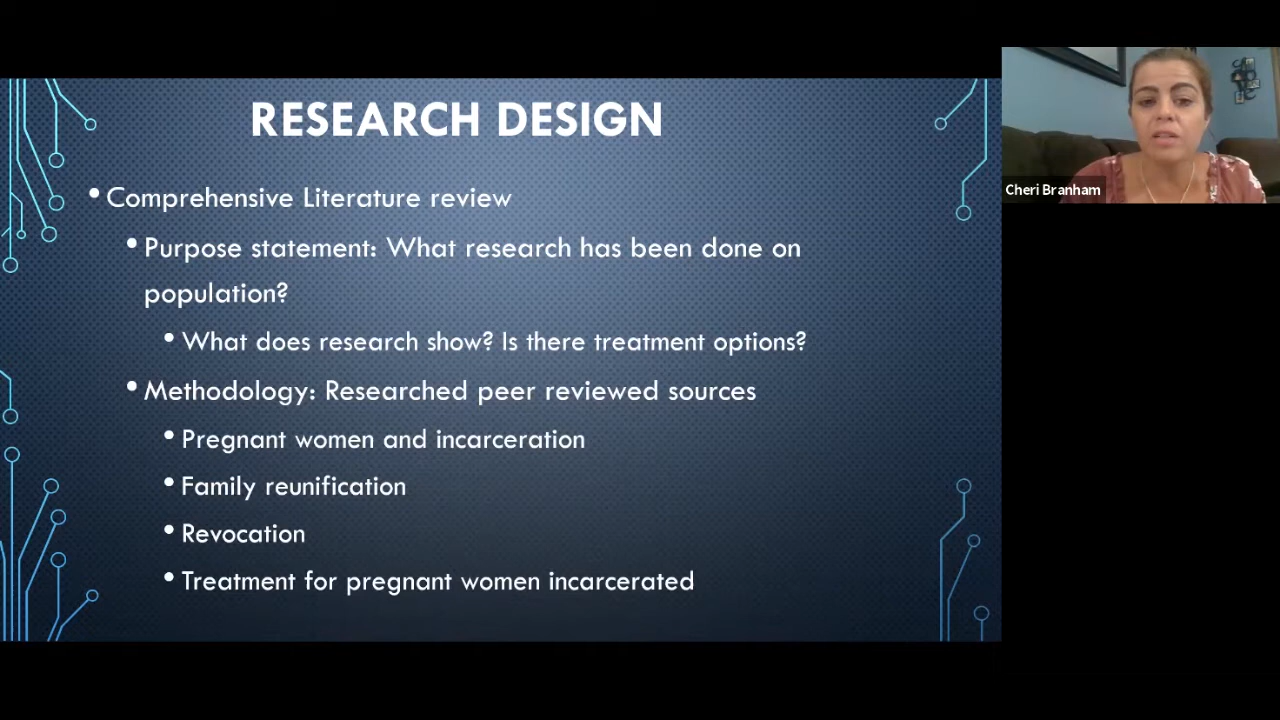 RESEARCH DESIGN
• Comprehensive Literature review
• Purpose statement: What research has been done on
population?
• What does research show? Is there treatment options?
• Methodology: Researched peer reviewed sources
• Pregnant women and incarceration
• Family reunification
• Revocation
• Treatment for pregnant women incarcerated
Cheri Branham